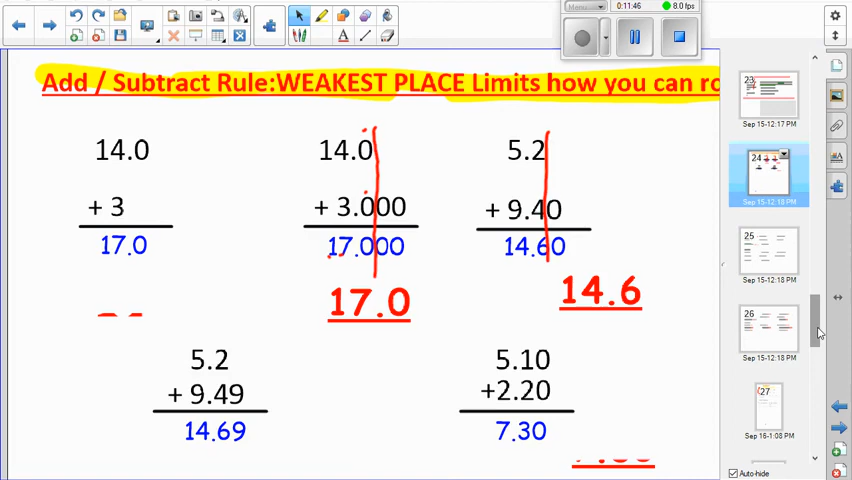 Menu
0:11:46
8.0 fps
Add / Subtract Rule:WEAKEST PLACE Limits how you can ro
14.0
+ 3
17.0
14.0
+ 3.000
17.000
17.0
5.2
+ 9.40
14.60
14.6
5.2
+ 9.49
14.69
5.10
+2.20
7.30
23
Sep 15-12:17 PM
24
Sep 15-12:18 PM
25
Sep 15-12:18 PM
26
Sep 15-12:18 PM
27
Sep 16-1:08 PM
Auto-hide